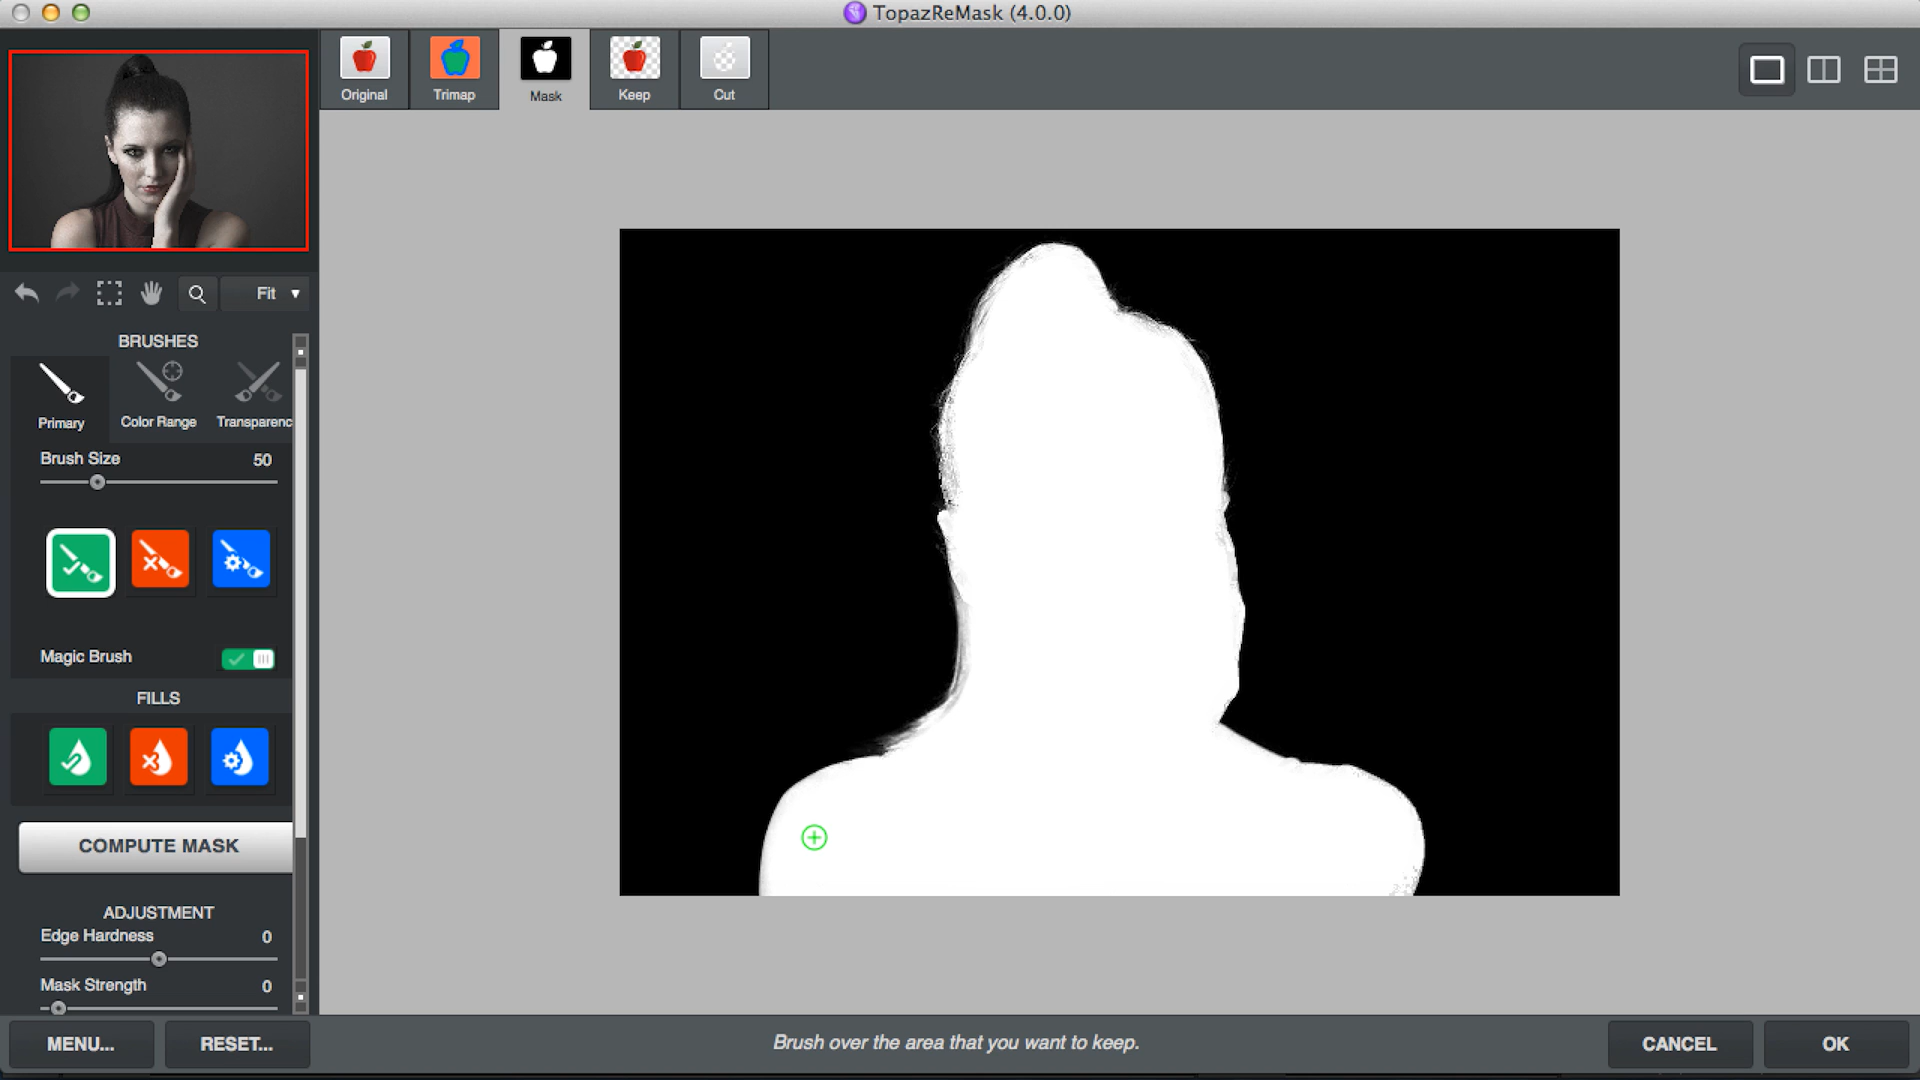 TopazReMask (4.0.0)
Original
Trimap
Mask
Keep
Cut
Fit
BRUSHES
Primary
Color Range
Transparenc
Brush Size
50
Magic Brush
FILLS
COMPUTE MASK
ADJUSTMENT
Edge Hardness
0
Mask Strength
0
MENU...
RESET...
Brush over the area that you want to keep.
CANCEL
OK